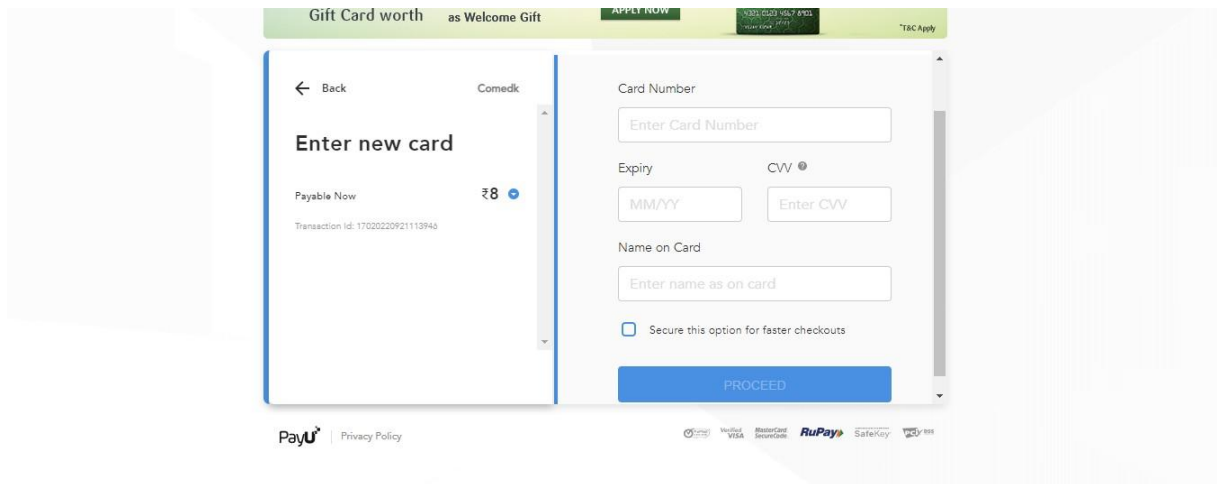 Gift Card worth as Welcome Gift
APPLY NOW
*T&C Apply
Back Comedk
Enter new card
Payable Now ₹8
Transaction Id: 17020220921113946
Card Number
Enter Card Number
Expiry CVV
MM/YY Enter CVV
Name on Card
Enter name as on card
Secure this option for faster checkouts
PROCEED
PayU Privacy Policy
Verified VISA MasterCard SecureCode RuPay SafeKey